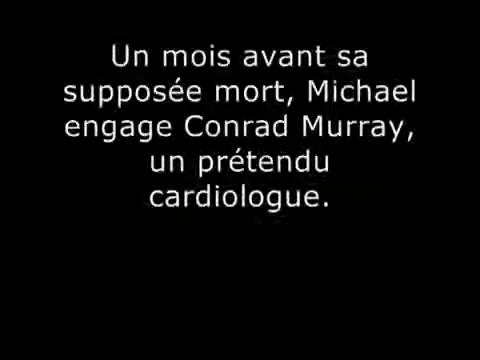 Un mois avant sa
supposée mort, Michael
engage Conrad Murray,
un prétendu
cardiologue.